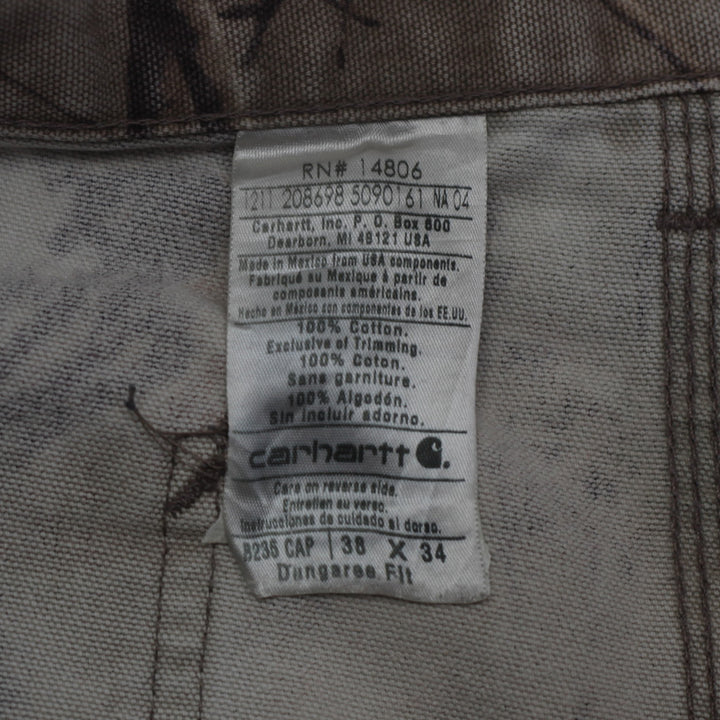 RN# 14806
1211 208698 5090161 NA 04
Carhartt, Inc. P. O. Box 600
Dearborn, MI 48121 USA
Made in Mexico from USA components.
Fabriqué au Mexique à partir de
composants américains.
Hecho en México con componentes de los EE.UU.
100% Cotton.
Exclusive of Trimming.
100% Coton.
Sans garniture.
100% Algodón.
Sin incluir adorno.
carhartt
Care on reverse side.
Entretien au verso.
Instrucciones de cuidado al dorso.
B235 CAP | 38 X 34
Dungaree Fit